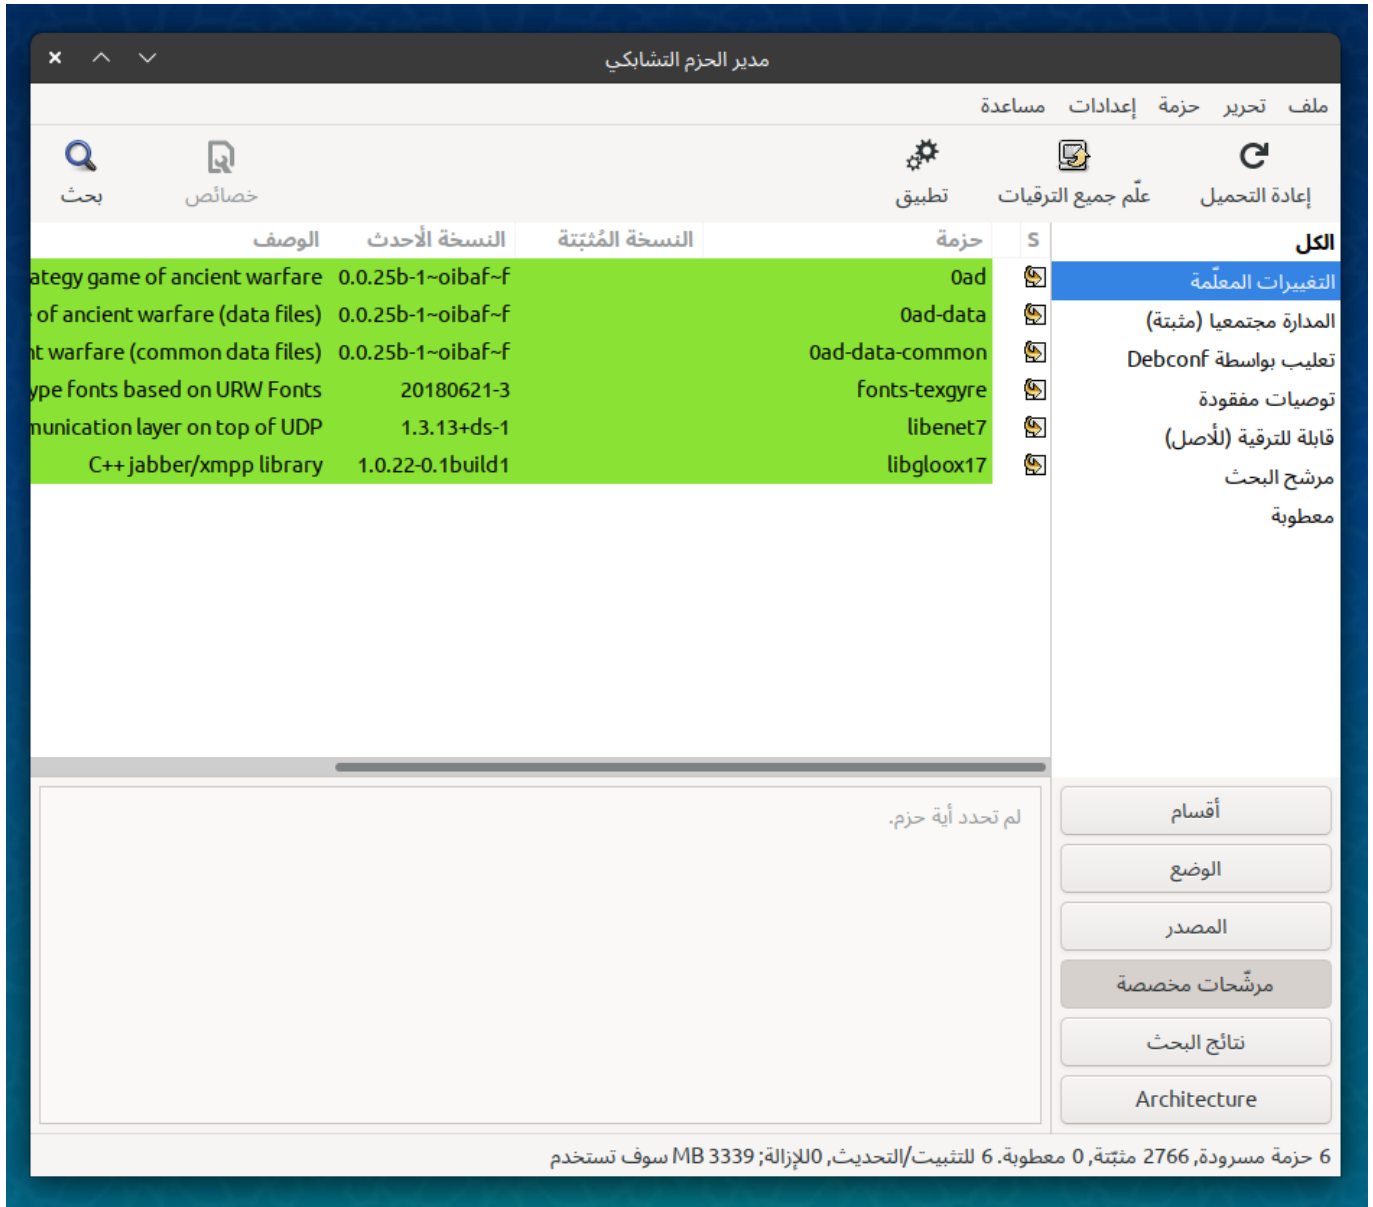 مدير الحزم التشابكي
ملف تحرير حزمة إعدادات مساعدة
إعادة التحميل علّم جميع الترقيات تطبيق خصائص بحث
S حزمة النسخة المُثبّتة النسخة الأحدث الوصف
0ad 0.0.25b-1~oibaf~f ategy game of ancient warfare
0ad-data 0.0.25b-1~oibaf~f of ancient warfare (data files)
0ad-data-common 0.0.25b-1~oibaf~f warfare (common data files)
fonts-texgyre 20180621-3 ype fonts based on URW Fonts
libenet7 1.3.13+ds-1 munication layer on top of UDP
libgloox17 1.0.22-0.1build1 C++ jabber/xmpp library
الكل
التغييرات المعلّمة
المدارة مجتمعيا (مثبتة)
تعليب بواسطة Debconf
توصيات مفقودة
قابلة للترقية (للأصل)
مرشح البحث
معطوبة
لم تحدد أية حزم.
أقسام
الوضع
المصدر
مرشّحات مخصصة
نتائج البحث
Architecture
6 حزمة مسرودة, 2766 مثبّتة, 0 معطوبة. 6 للتثبيت/التحديث, 0للإزالة; 3339 MB سوف تستخدم